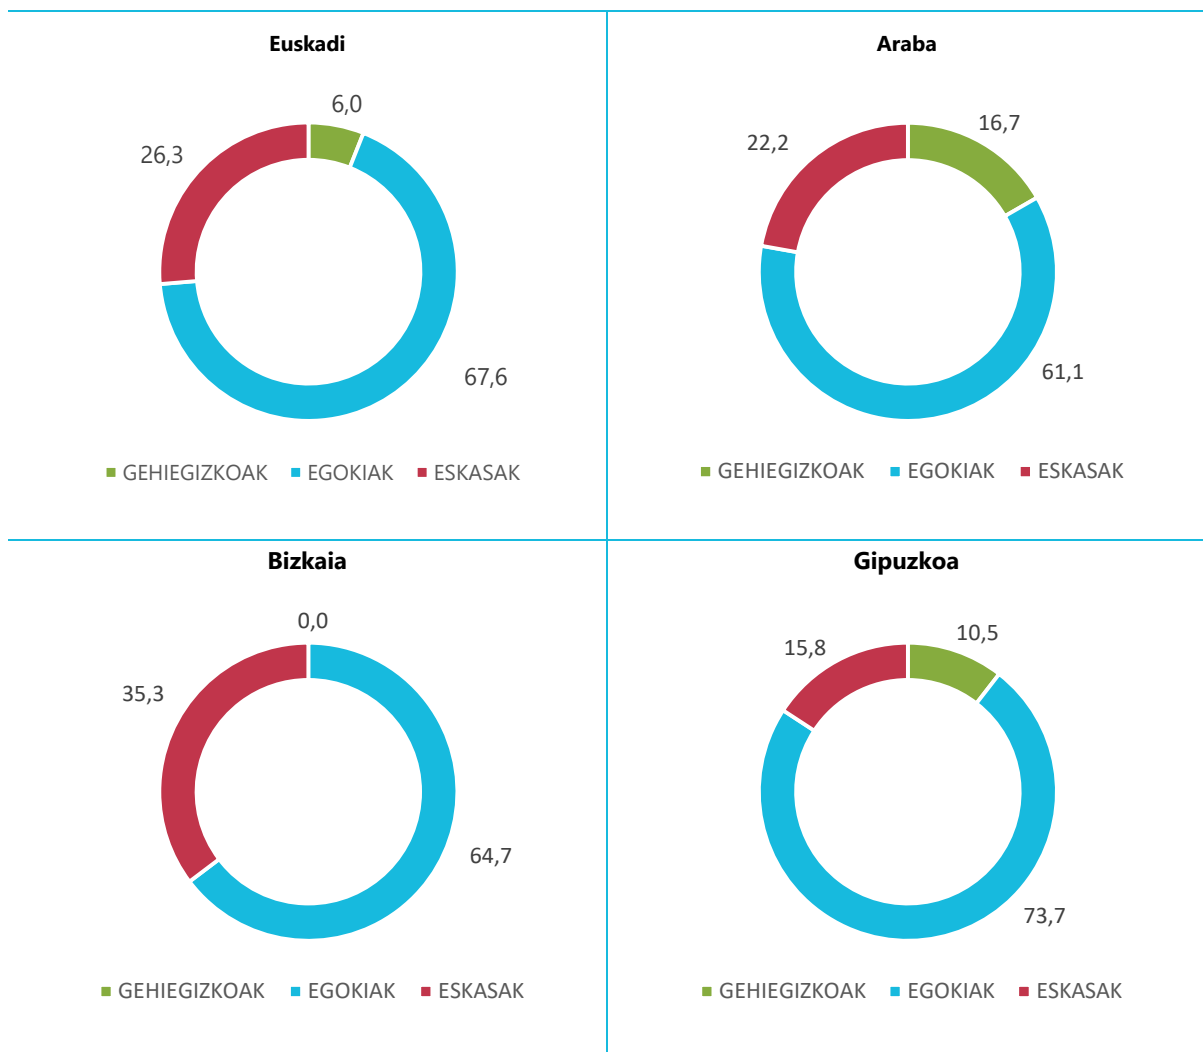 Euskadi
6,0
26,3
67,6
GEHIEGIZKOAK EGOKIAK ESKASAK
Araba
16,7
22,2
61,1
GEHIEGIZKOAK EGOKIAK ESKASAK
Bizkaia
0,0
35,3
64,7
GEHIEGIZKOAK EGOKIAK ESKASAK
Gipuzkoa
10,5
15,8
73,7
GEHIEGIZKOAK EGOKIAK ESKASAK